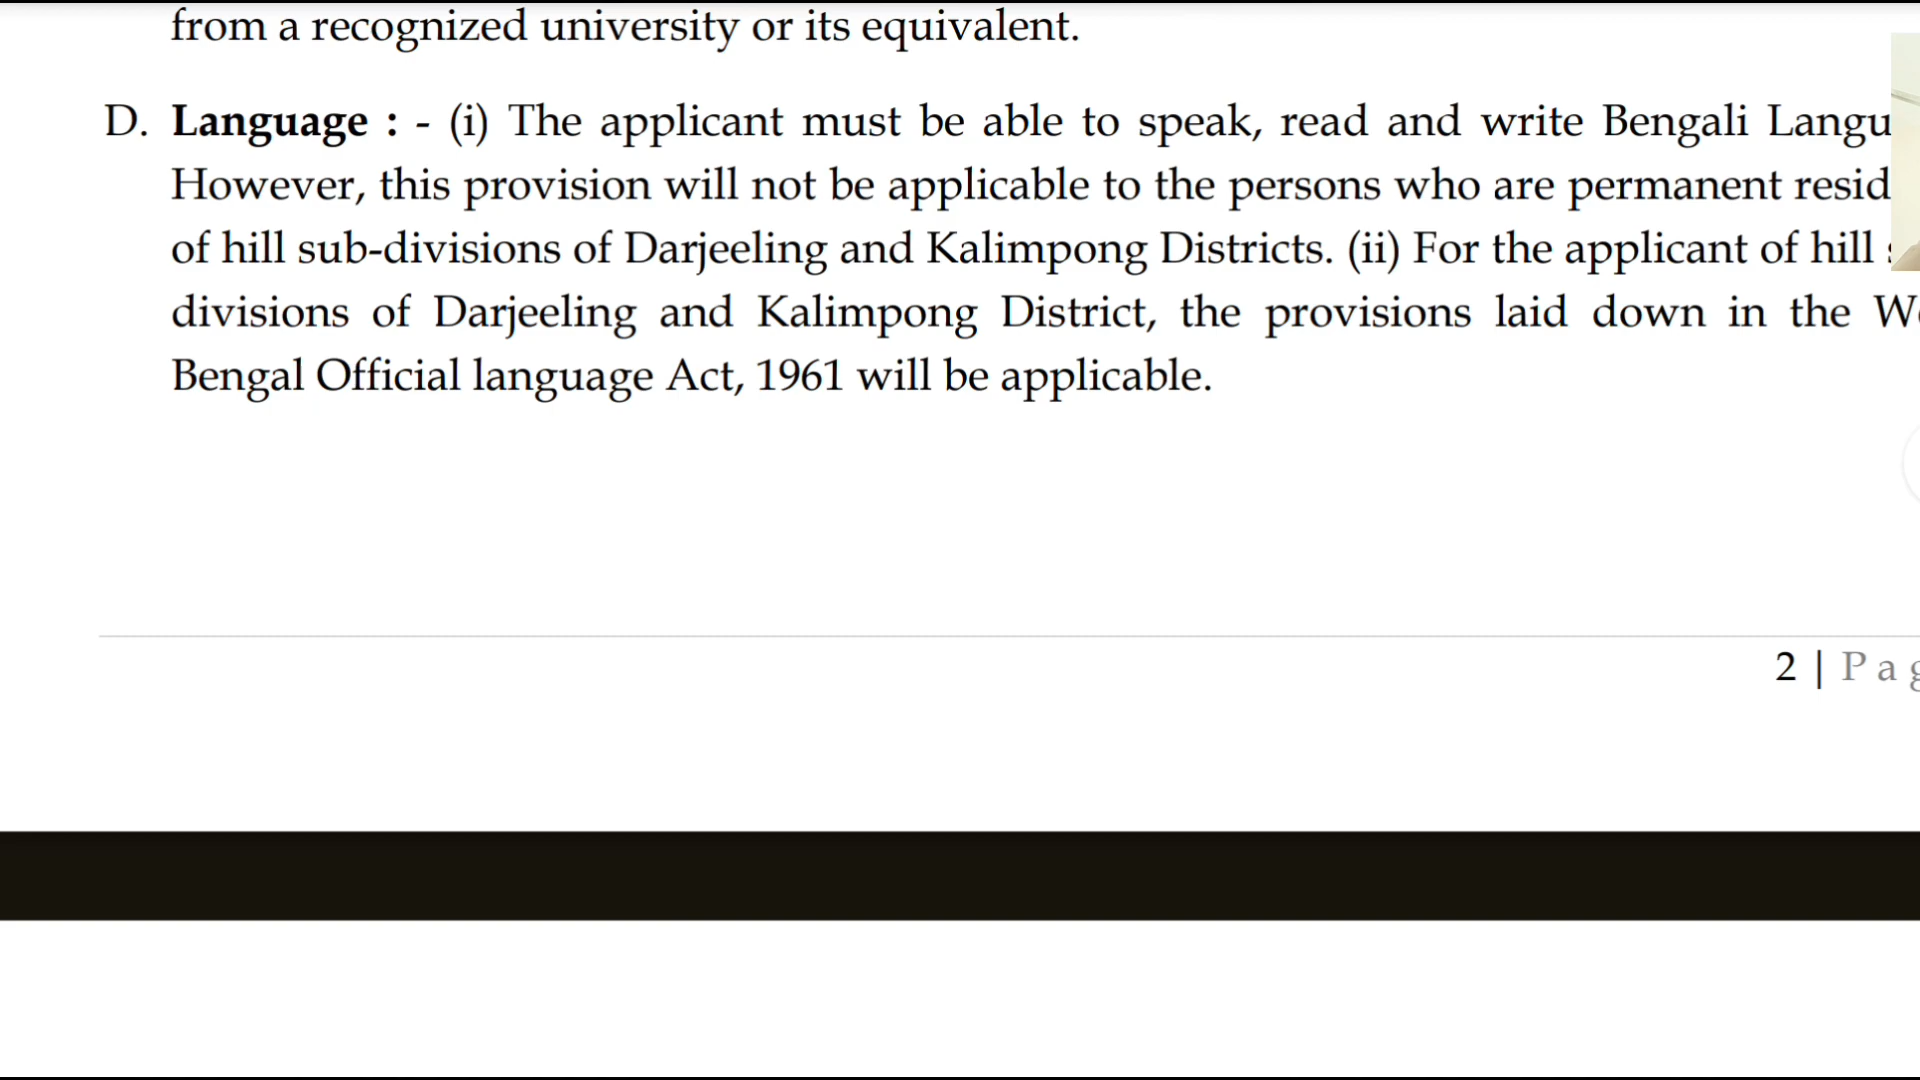 from a recognized university or its equivalent.
D. Language : - (i) The applicant must be able to speak, read and write Bengali Langu
However, this provision will not be applicable to the persons who are permanent resid
of hill sub-divisions of Darjeeling and Kalimpong Districts. (ii) For the applicant of hill
divisions of Darjeeling and Kalimpong District, the provisions laid down in the We
Bengal Official language Act, 1961 will be applicable.
2 | Pag